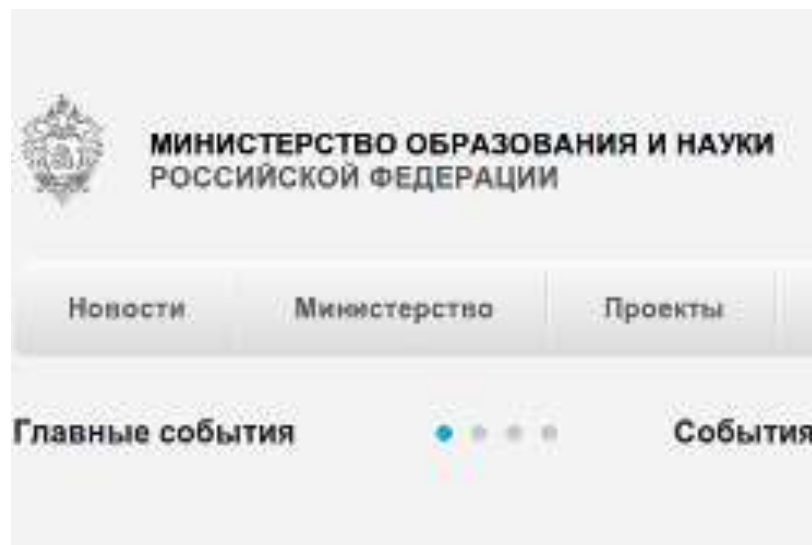 МИНИСТЕРСТВО ОБРАЗОВАНИЯ И НАУКИ
РОССИЙСКОЙ ФЕДЕРАЦИИ
Новости Министерство Проекты
Главные события События